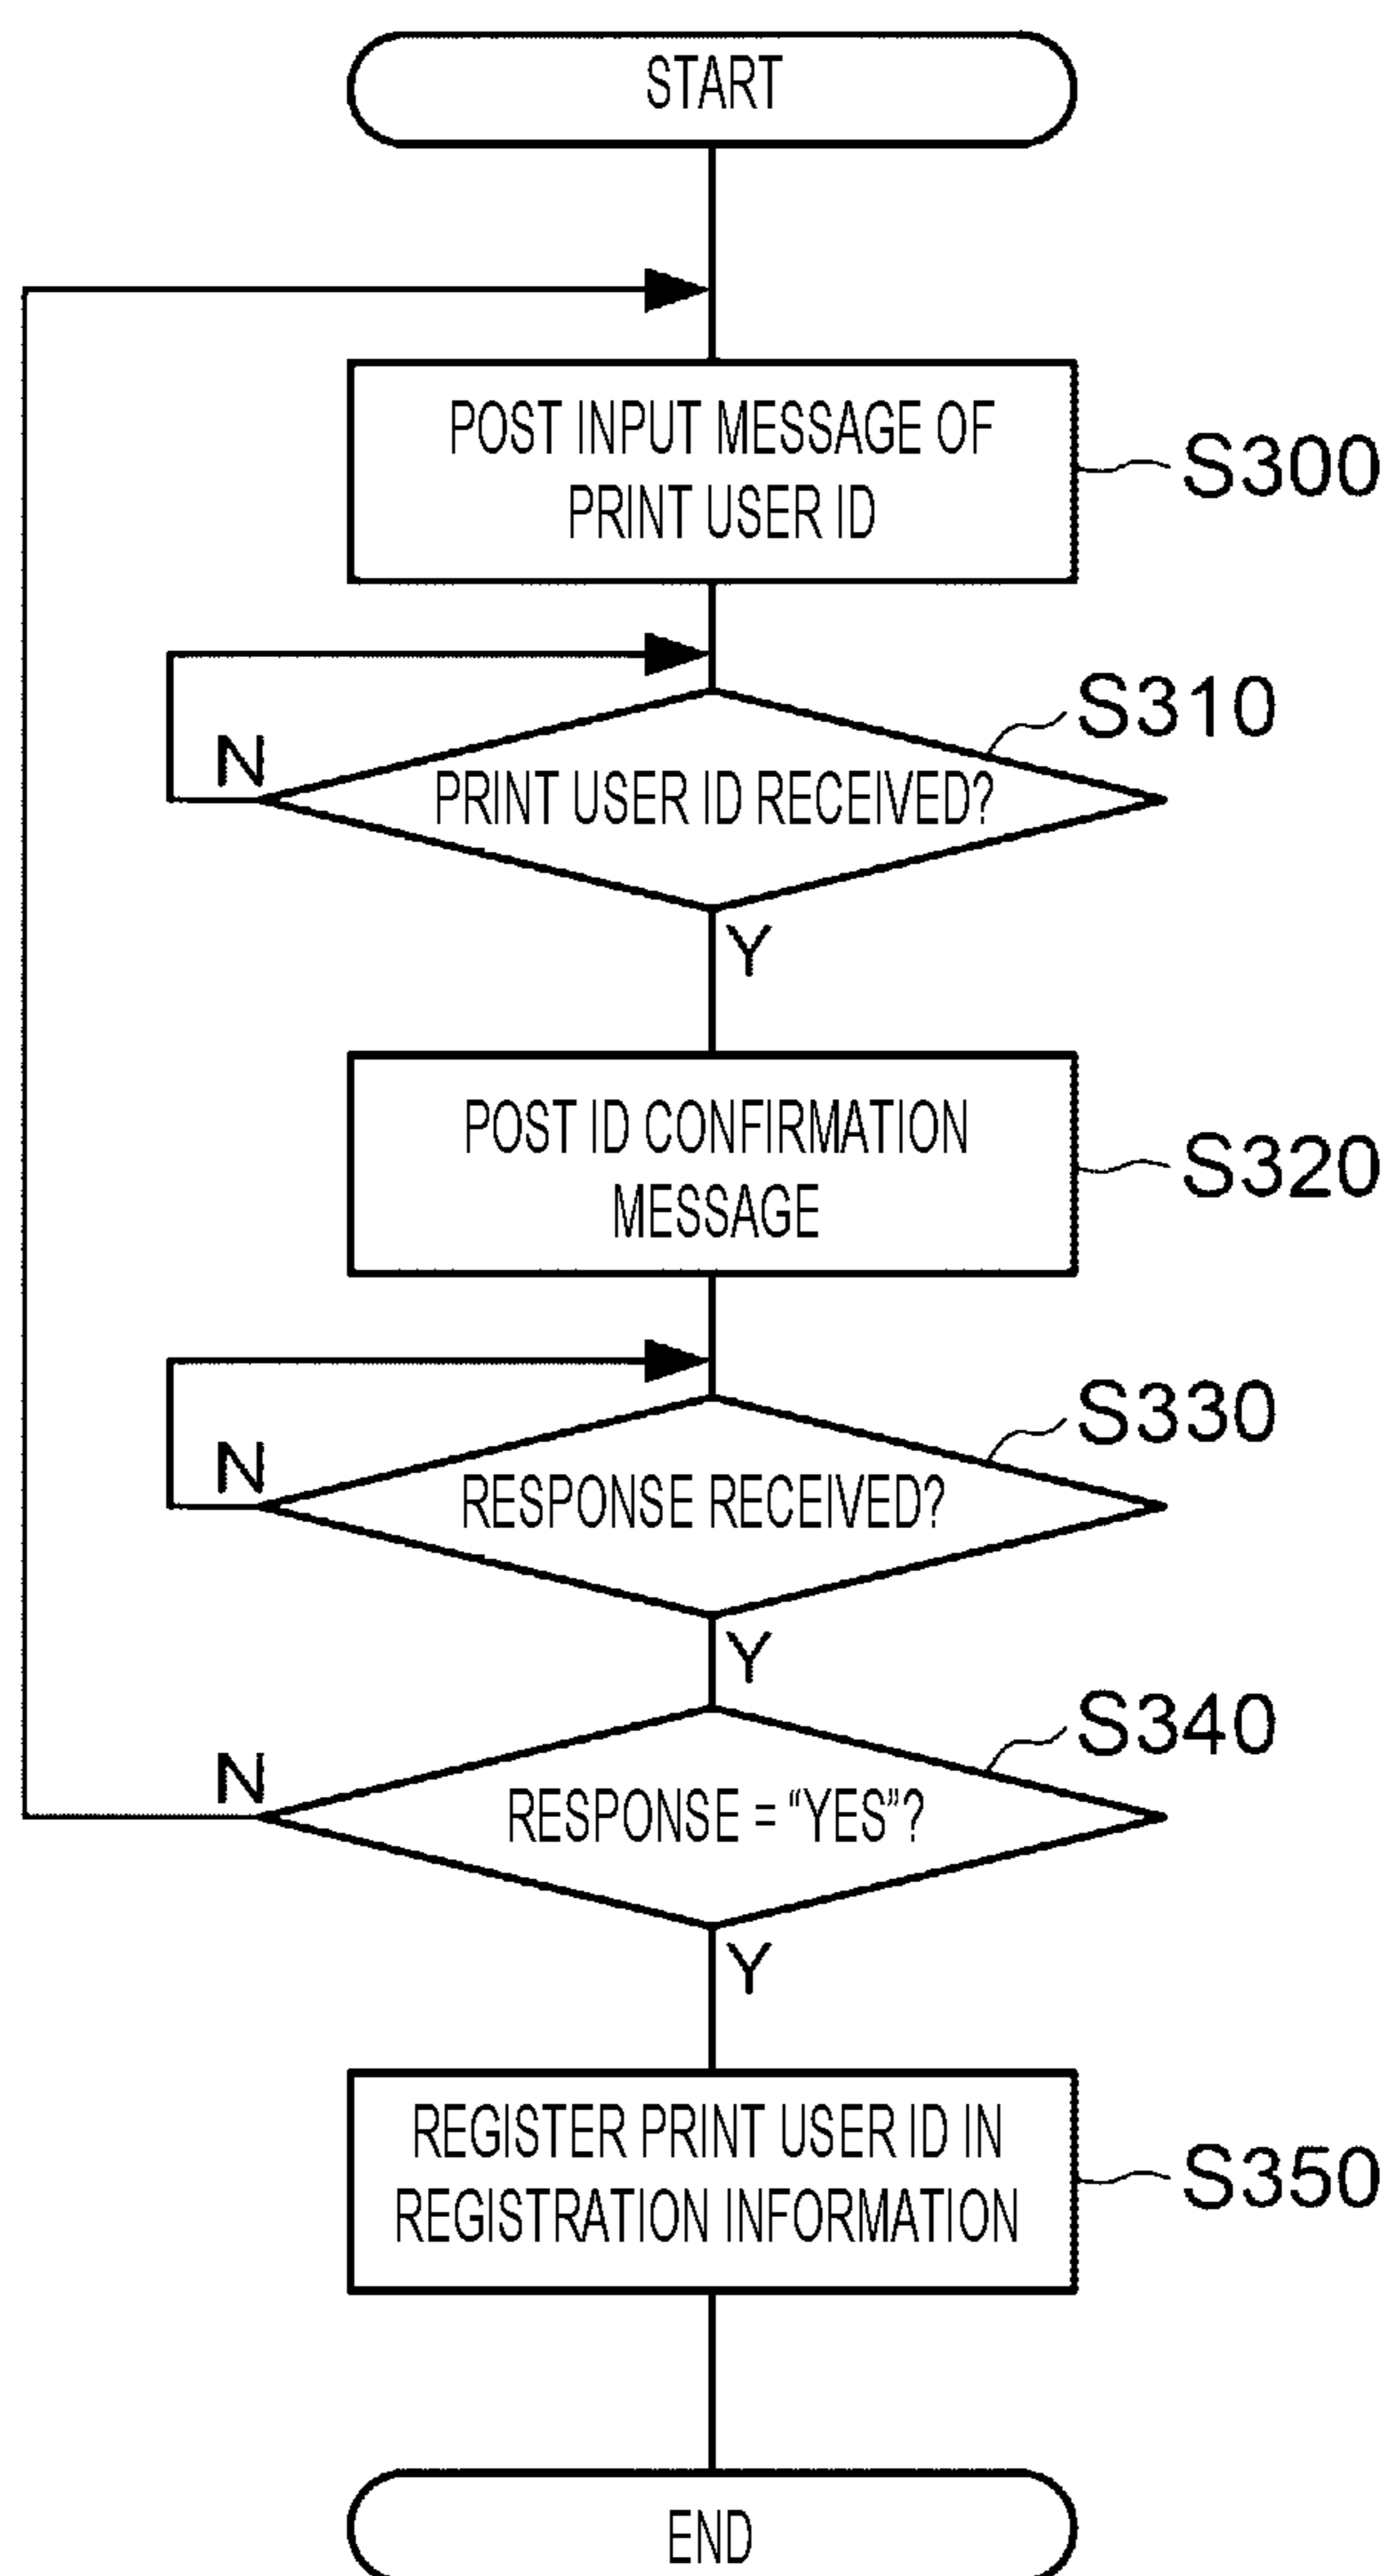 START
POST INPUT MESSAGE OF
PRINT USER ID
S300
S310
N
PRINT USER ID RECEIVED?
Y
POST ID CONFIRMATION
MESSAGE
S320
S330
N
RESPONSE RECEIVED?
Y
S340
N
RESPONSE = “YES”?
Y
REGISTER PRINT USER ID IN
REGISTRATION INFORMATION
S350
END